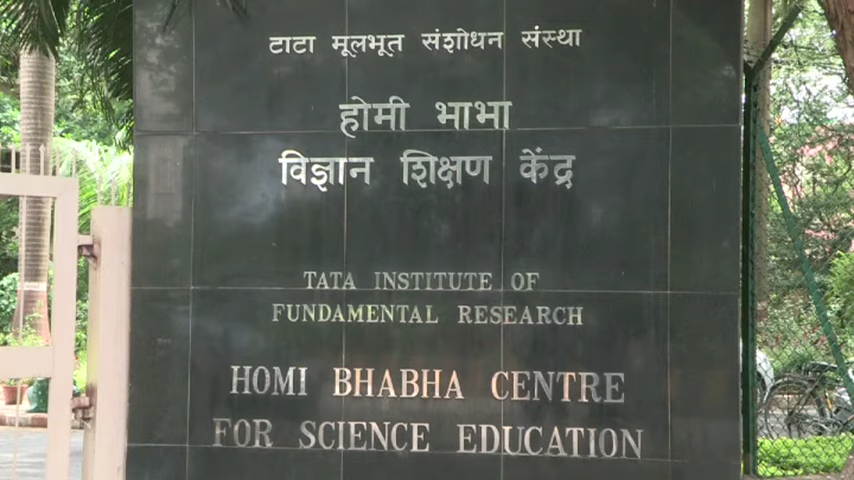 टाटा मूलभूत संशोधन संस्था
होमी भाभा
विज्ञान शिक्षण केंद्र
TATA INSTITUTE OF
FUNDAMENTAL RESEARCH
HOMI BHABHA CENTRE
FOR SCIENCE EDUCATION